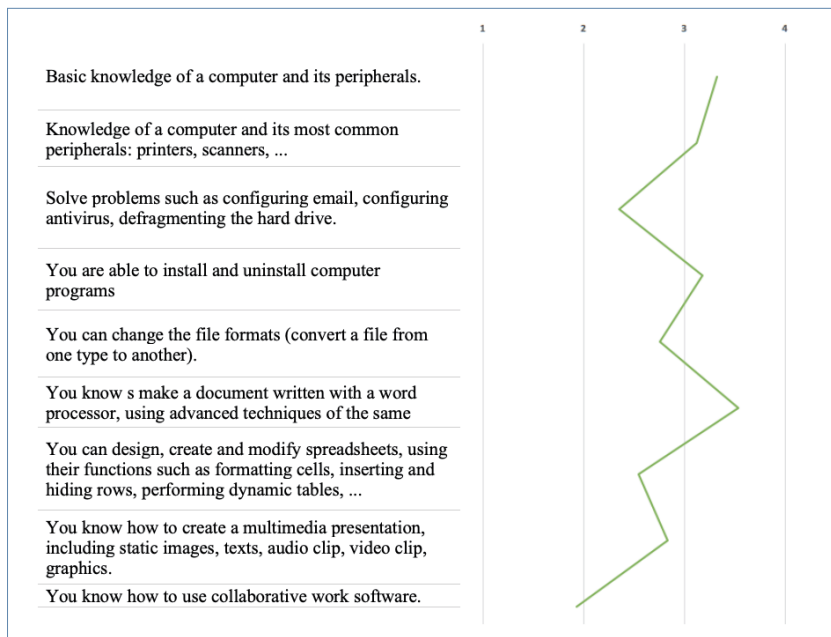 1 2 3 4
Basic knowledge of a computer and its peripherals.
Knowledge of a computer and its most common
peripherals: printers, scanners, ...
Solve problems such as configuring email, configuring
antivirus, defragmenting the hard drive.
You are able to install and uninstall computer
programs
You can change the file formats (convert a file from
one type to another).
You know s make a document written with a word
processor, using advanced techniques of the same
You can design, create and modify spreadsheets, using
their functions such as formatting cells, inserting and
hiding rows, performing dynamic tables, ...
You know how to create a multimedia presentation,
including static images, texts, audio clip, video clip,
graphics.
You know how to use collaborative work software.